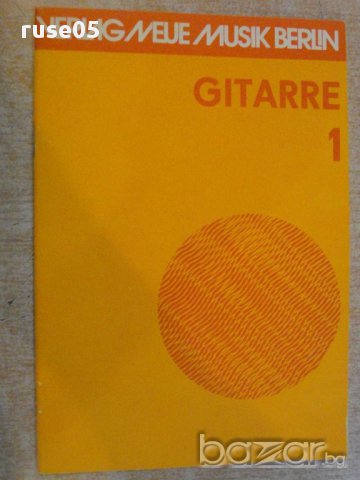 ruse05
VERLAG NEUE MUSIK BERLIN
GITARRE
1
bazar.bg